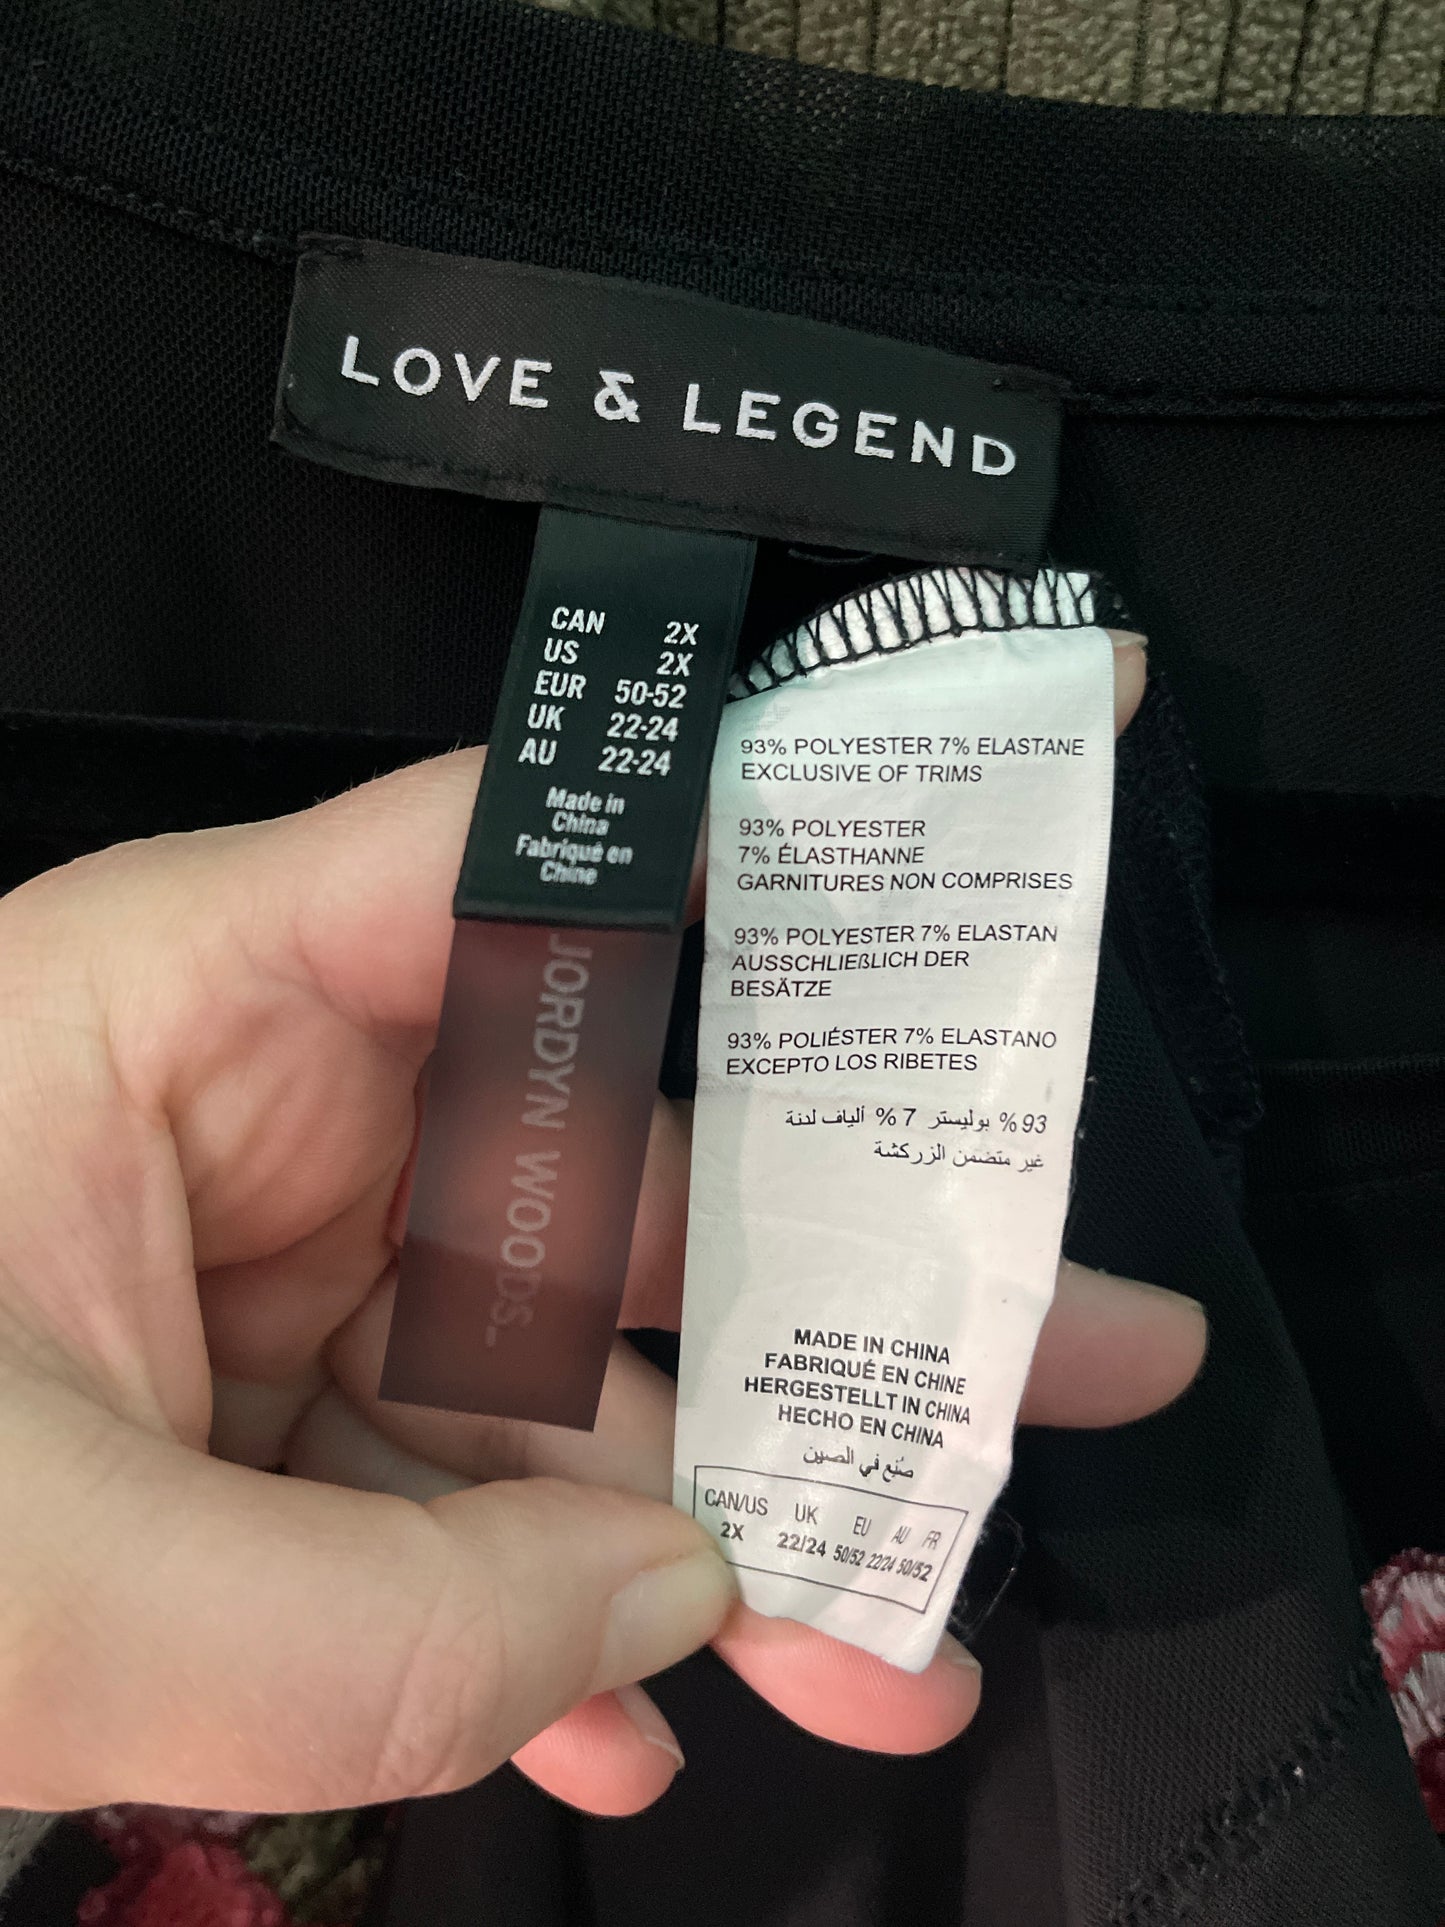 LOVE & LEGEND
CAN 2X
US 2X
EUR 50-52
UK 22-24
AU 22-24
Made in
China
Fabriqué en
Chine
JORDYN WOODS_
93% POLYESTER 7% ELASTANE
EXCLUSIVE OF TRIMS
93% POLYESTER
7% ÉLASTHANNE
GARNITURES NON COMPRISES
93% POLYESTER 7% ELASTAN
AUSSCHLIEßLICH DER
BESÄTZE
93% POLIÉSTER 7% ELASTANO
EXCEPTO LOS RIBETES
93 % بوليستر 7 % ألياف لدنة
غير متضمن الزركشة
MADE IN CHINA
FABRIQUÉ EN CHINE
HERGESTELLT IN CHINA
HECHO EN CHINA
صُنِع في الصين
CAN/US UK EU AU FR
2X 22/24 50/52 22/24 50/52